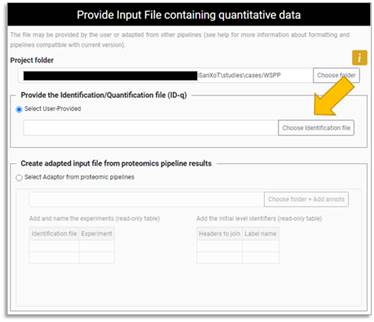 Provide Input File containing quantitative data
The file may be provided by the user or adapted from other pipelines (see help for more information about formatting and
pipelines compatible with current version).
i
Project folder
\SanXoT\studies\cases/WSPP
Choose folder
Provide the Identification/Quantification file (ID-q)
Select User-Provided
Choose Identification file
Create adapted input file from proteomics pipeline results
Select Adaptor from proteomic pipelines
Choose folder + Add annots
Add and name the experiments (read-only table)
Add the initial level identifiers (read-only table)
Identification file Experiment
Headers to join Label name